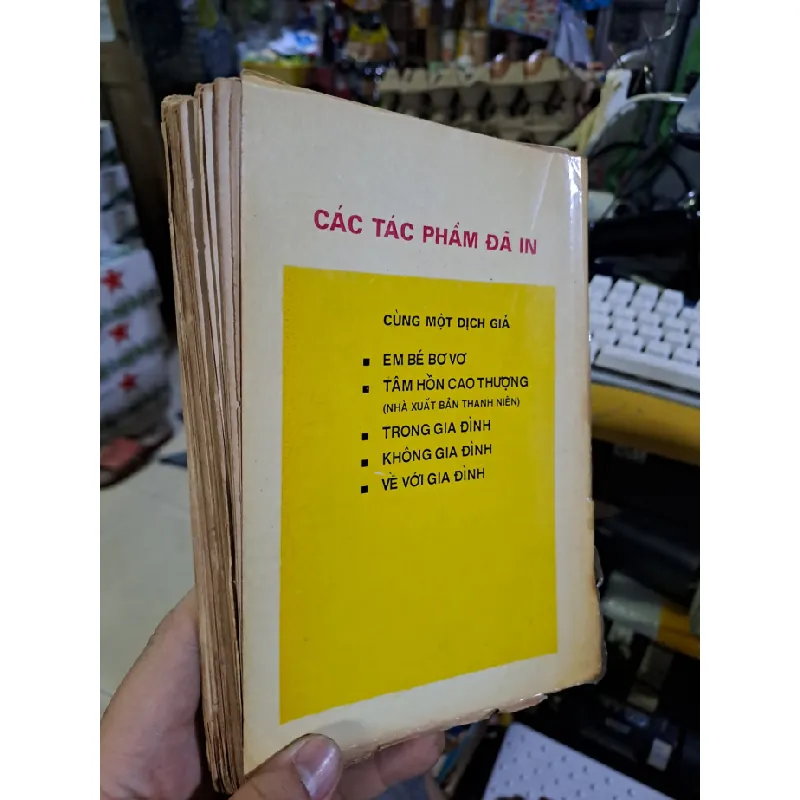 CÁC TÁC PHẨM ĐÃ IN
CÙNG MỘT DỊCH GIẢ
▪ EM BÉ BƠ VƠ
▪ TÂM HỒN CAO THƯỢNG
(NHÀ XUẤT BẢN THANH NIÊN)
▪ TRONG GIA ĐÌNH
▪ KHÔNG GIA ĐÌNH
▪ VỀ VỚI GIA ĐÌNH